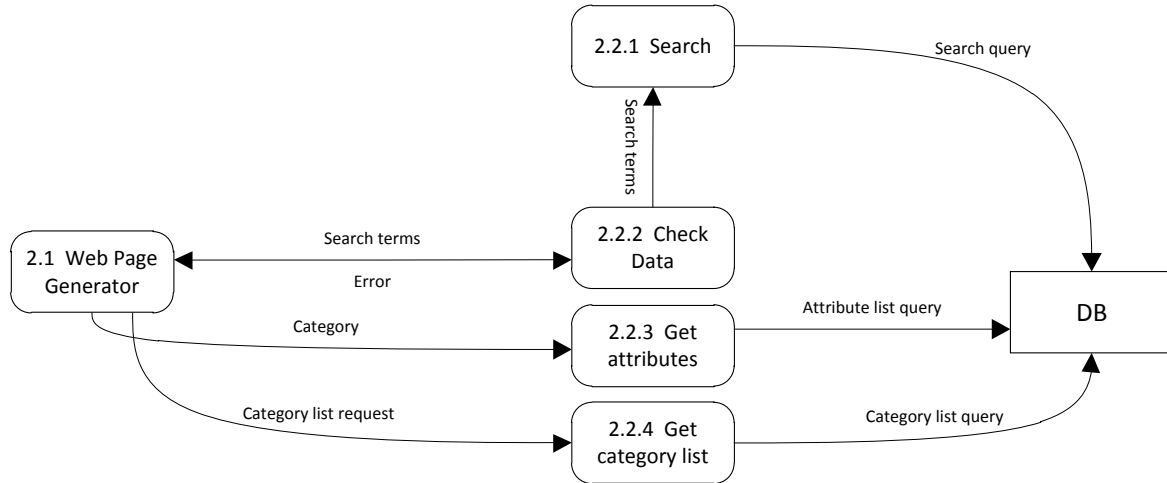 2.2.1  Search
Search query
Search terms
2.1  Web Page
Generator
Search terms
Error
2.2.2  Check
Data
Category
2.2.3  Get
attributes
Attribute list query
DB
Category list request
2.2.4  Get
category list
Category list query